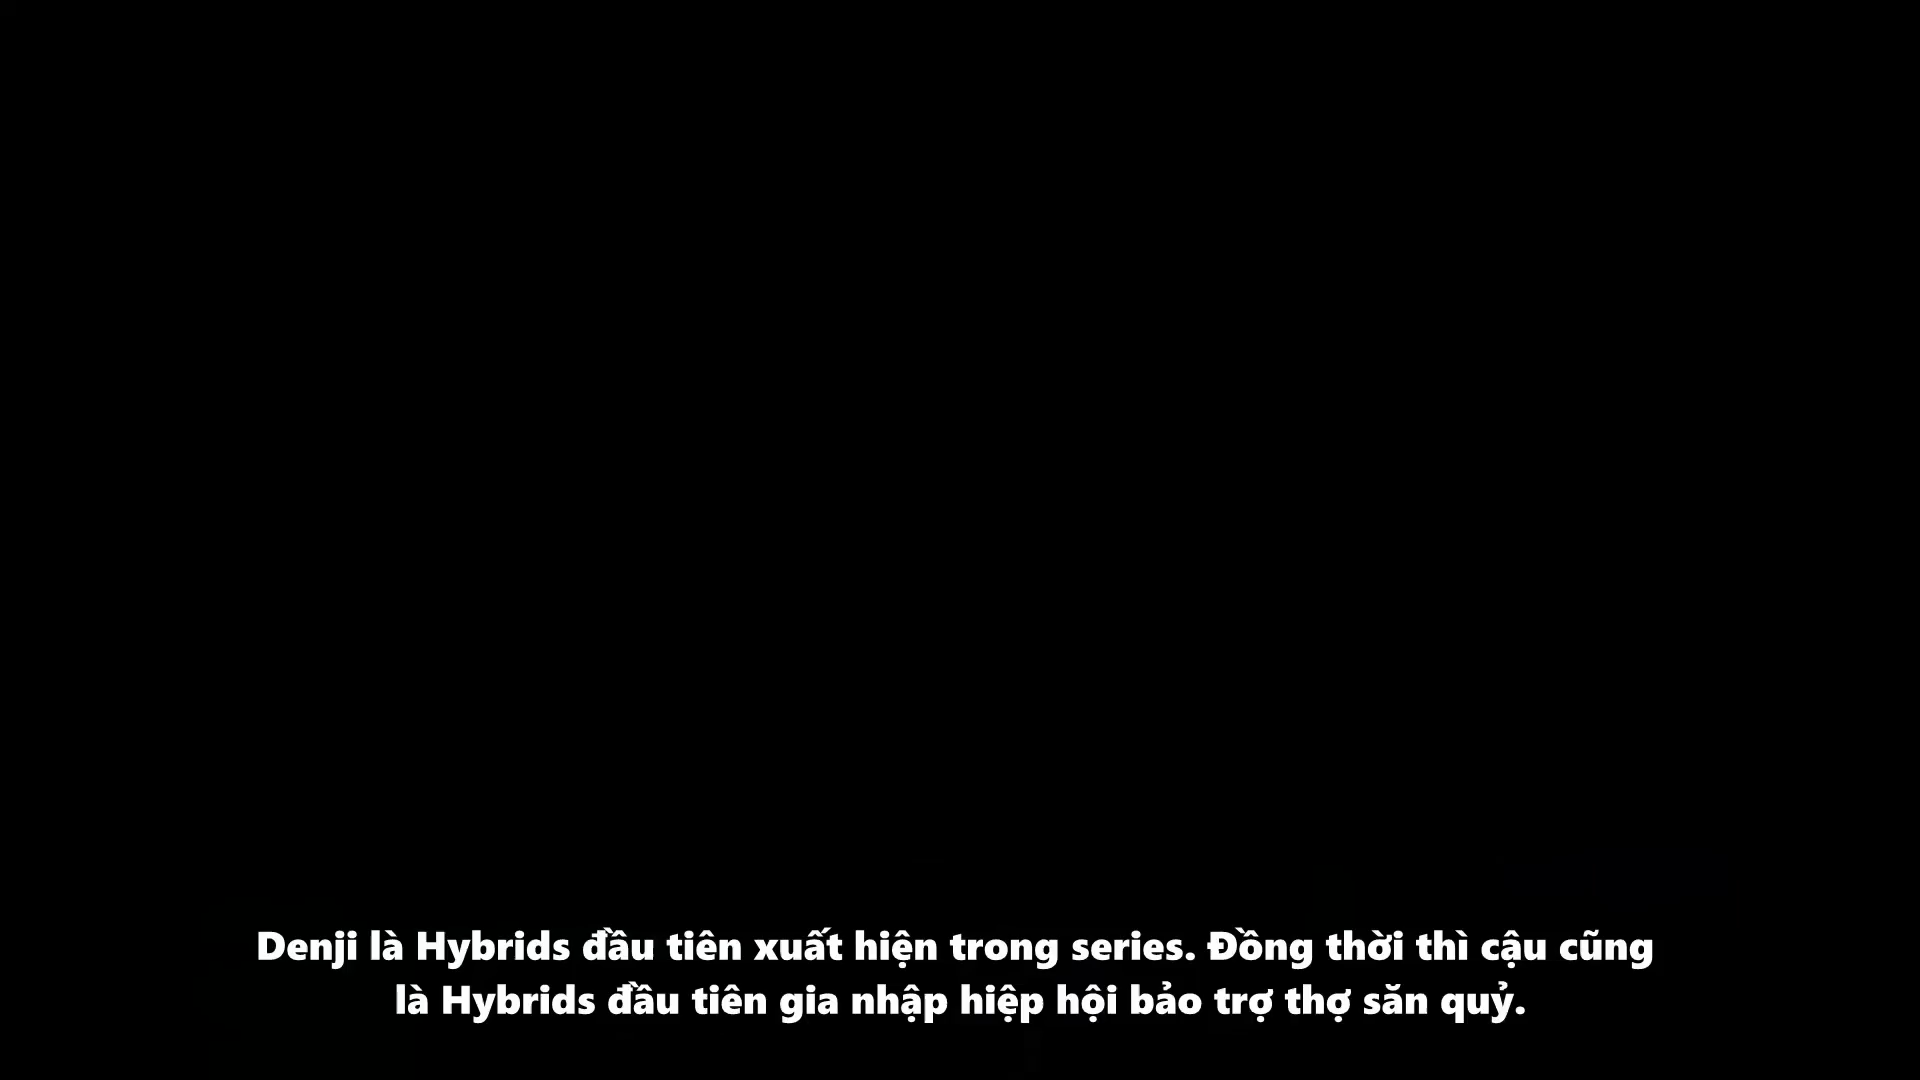 Denji là Hybrids đầu tiên xuất hiện trong series. Đồng thời thì cậu cũng
là Hybrids đầu tiên gia nhập hiệp hội bảo trợ thợ săn quỷ.